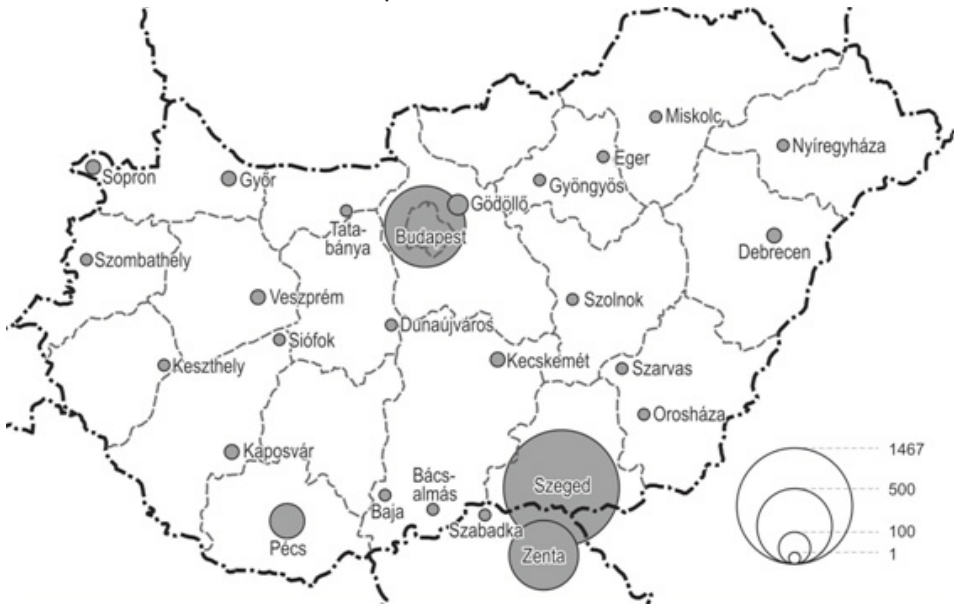 Miskolc
Nyíregyháza
Eger
Sopron
Győr
Gyöngyös
Gödöllő
Tata-
bánya
Budapest
Debrecen
Szombathely
Veszprém
Szolnok
Dunaújváros
Siófok
Keszthely
Kecskemét
Szarvas
Orosháza
Kaposvár
Bács-
almás
Baja
Szeged
Szabadka
Pécs
Zenta
1467
500
100
1